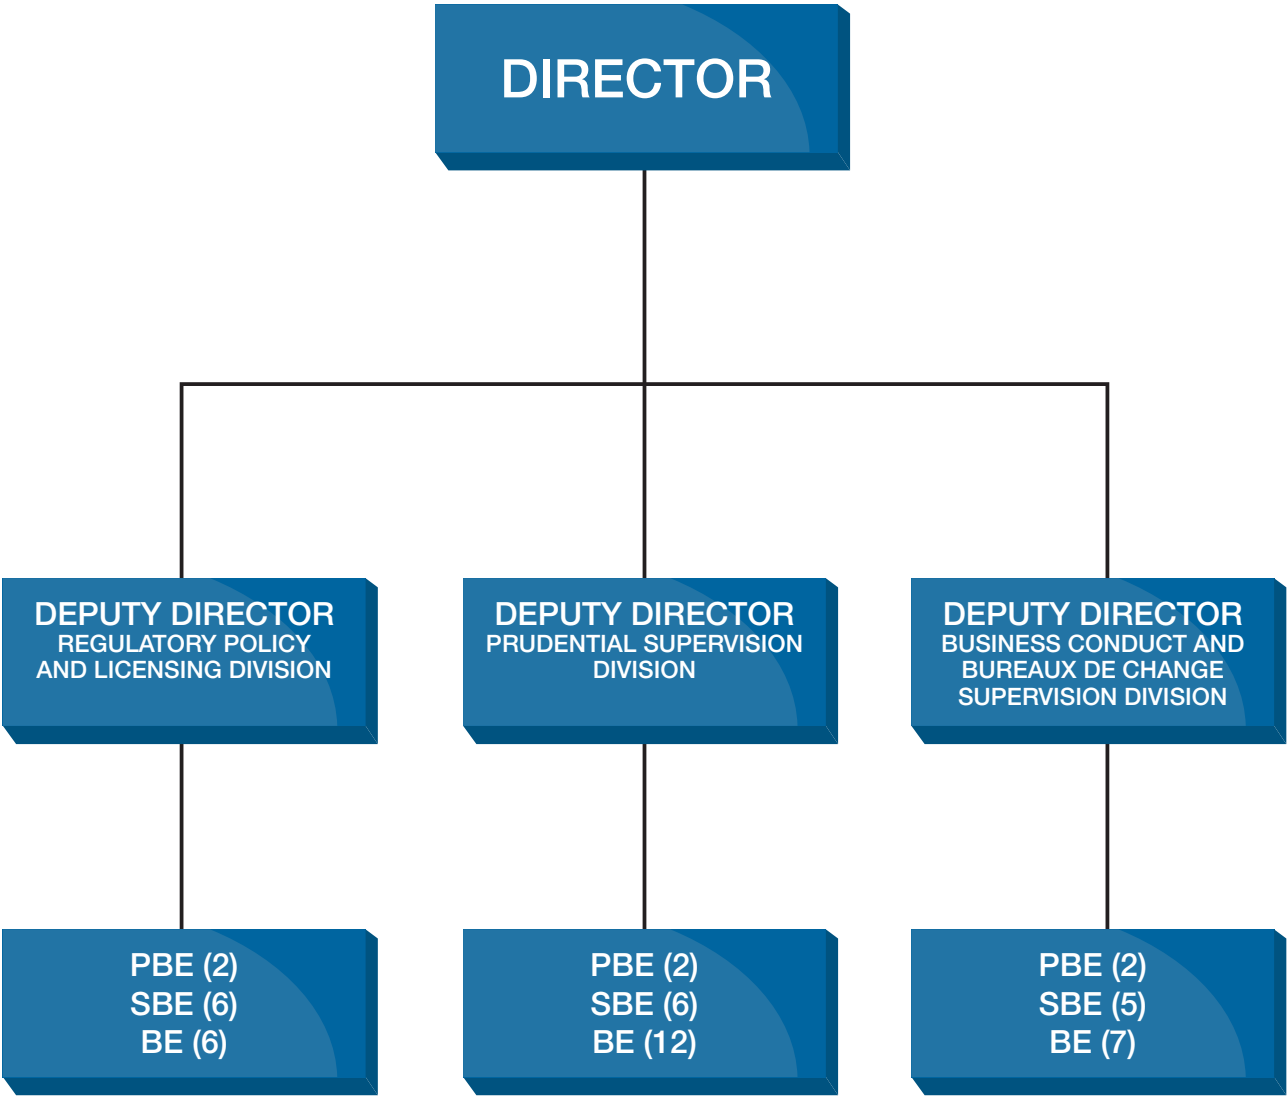 DIRECTOR
DEPUTY DIRECTOR
REGULATORY POLICY
AND LICENSING DIVISION
DEPUTY DIRECTOR
PRUDENTIAL SUPERVISION
DIVISION
DEPUTY DIRECTOR
BUSINESS CONDUCT AND
BUREAUX DE CHANGE
SUPERVISION DIVISION
PBE (2)
SBE (6)
BE (6)
PBE (2)
SBE (6)
BE (12)
PBE (2)
SBE (5)
BE (7)